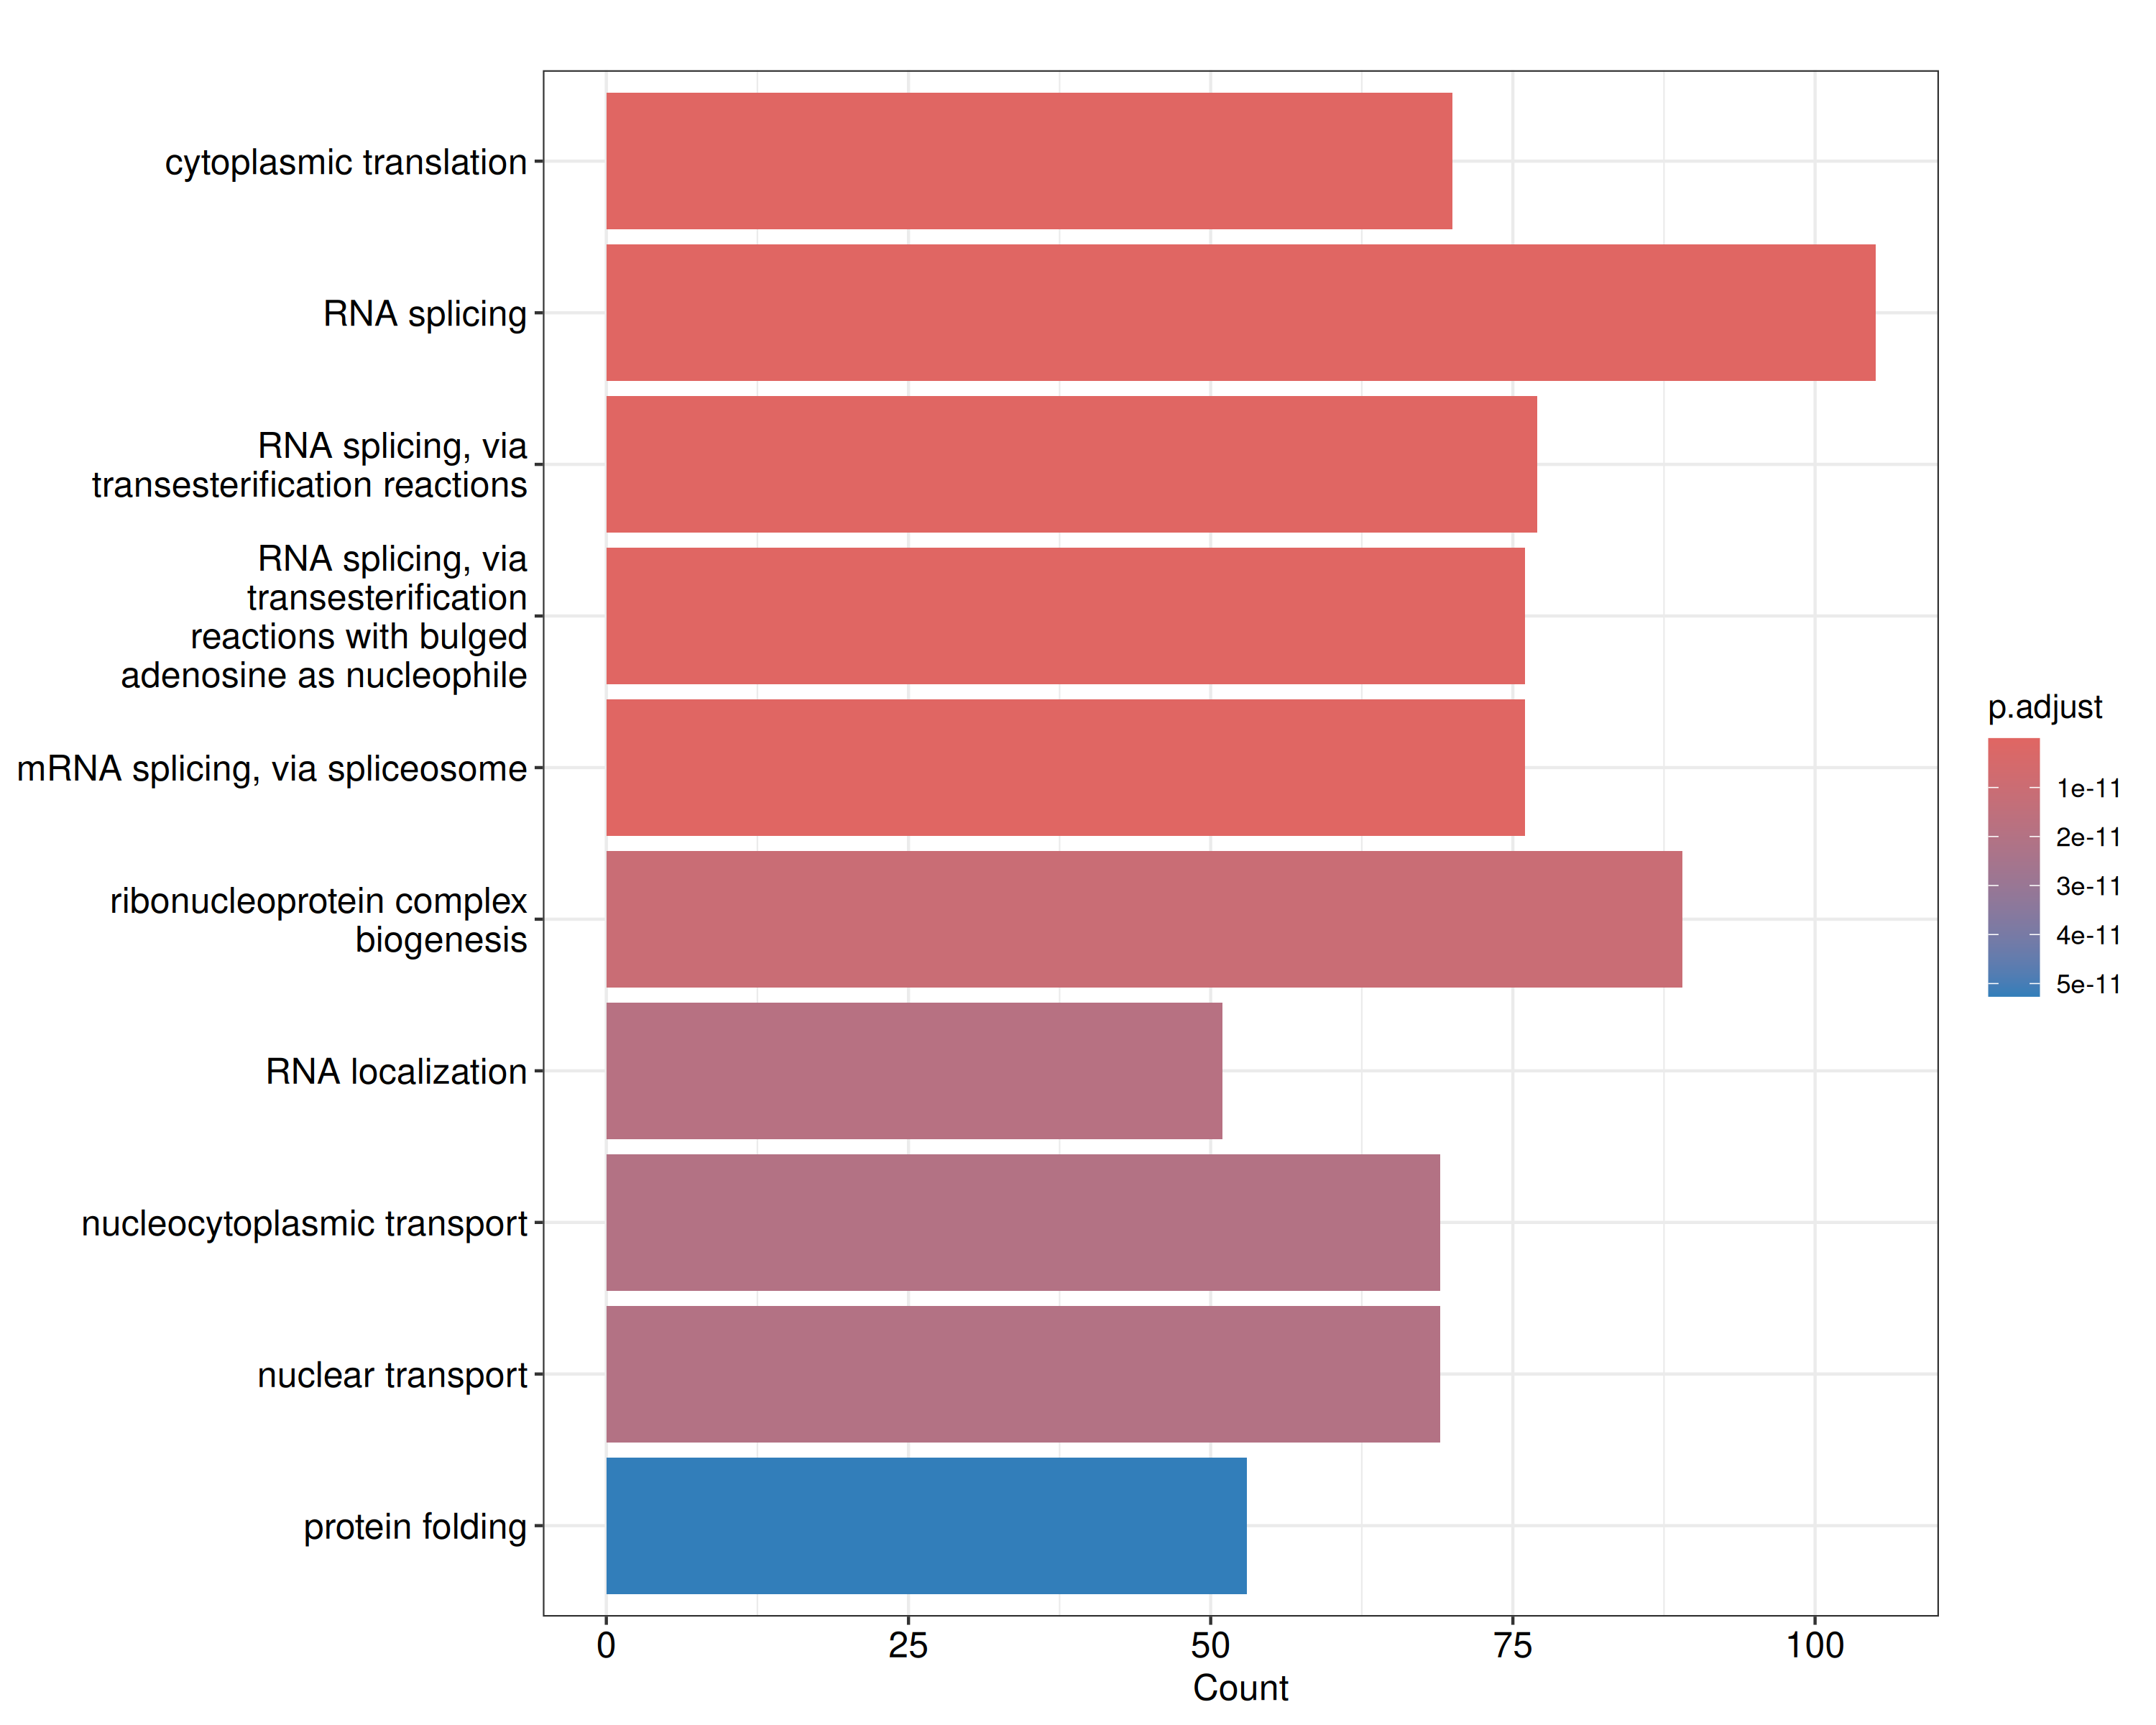 cytoplasmic translation
RNA splicing
RNA splicing, via
transesterification reactions
RNA splicing, via
transesterification
reactions with bulged
adenosine as nucleophile
mRNA splicing, via spliceosome
ribonucleoprotein complex
biogenesis
RNA localization
nucleocytoplasmic transport
nuclear transport
protein folding
0 25 50 75 100
Count
p.adjust
1e-11
2e-11
3e-11
4e-11
5e-11